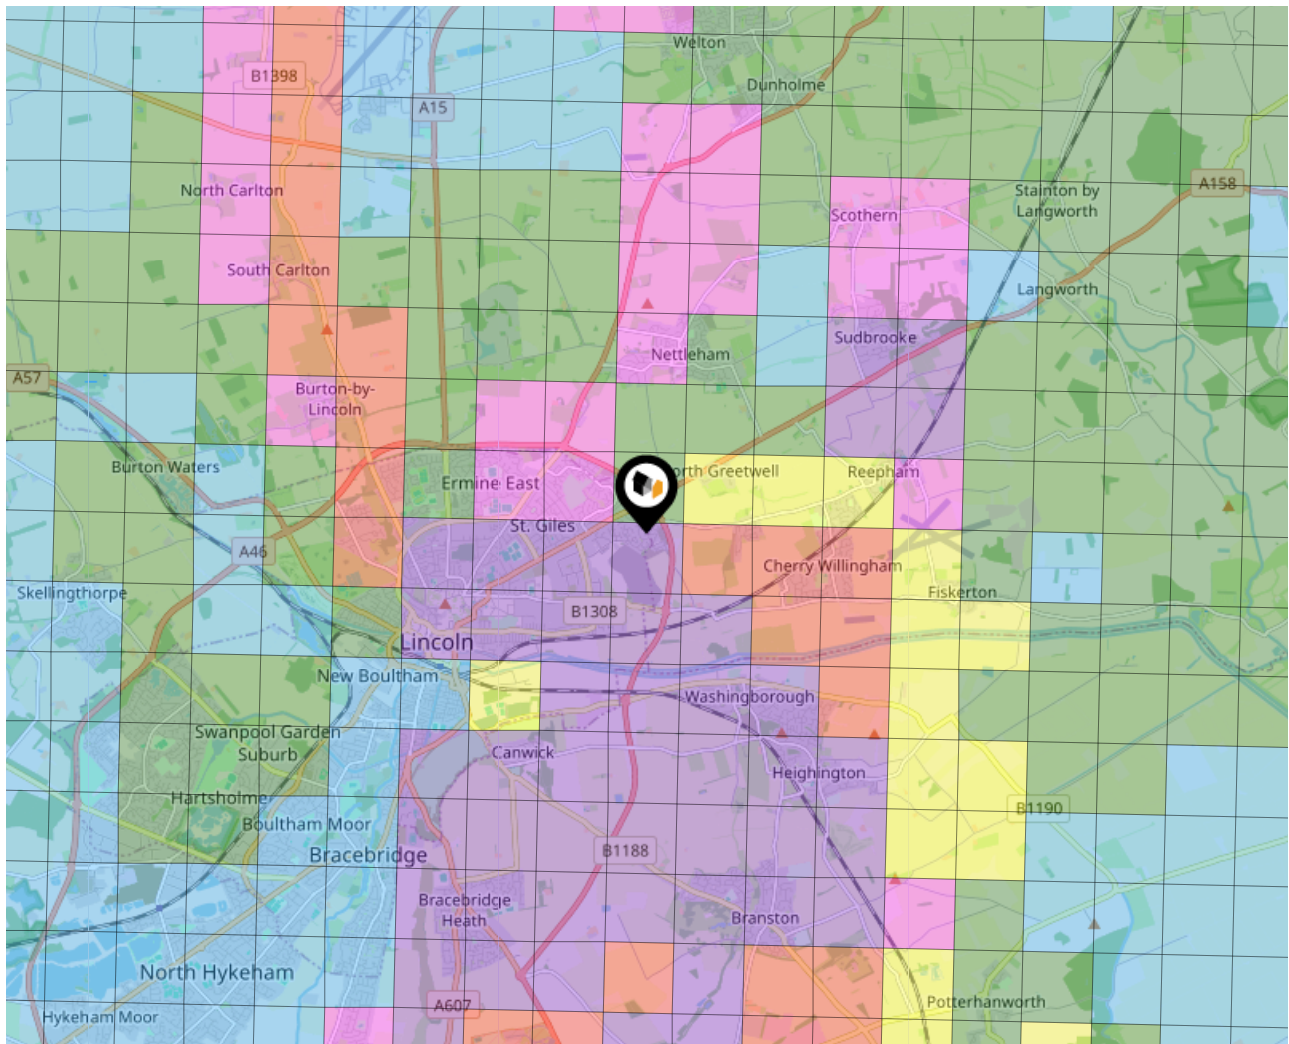 Welton
B1398
Dunholme
A15
A158
North Carlton
Stainton by
Langworth
Scothern
South Carlton
Langworth
Sudbrooke
Nettleham
A57
Burton-by-
Lincoln
Burton Waters
orth Greetwell
Reepham
Ermine East
St. Giles
A46
Cherry Willingham
Skellingthorpe
Fiskerton
B1308
Lincoln
New Boultham
Washingborough
Swanpool Garden
Suburb
Canwick
Heighington
Hartsholme
B1190
Boultham Moor
Bracebridge
B1188
Bracebridge
Heath
Branston
North Hykeham
Potterhanworth
A607
Hykeham Moor